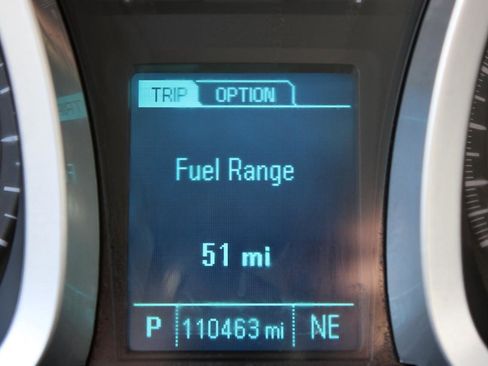 TRIP OPTION
Fuel Range
51 mi
P 110463 mi NE